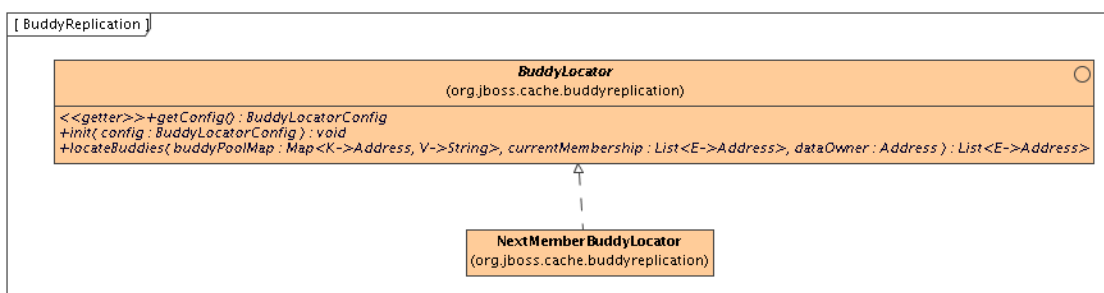 [ BuddyReplication ]
BuddyLocator
(org.jboss.cache.buddyreplication)
<<getter>>+getConfig() : BuddyLocatorConfig
+init( config : BuddyLocatorConfig ) : void
+locateBuddies( buddyPoolMap : Map<K->Address, V->String>, currentMembership : List<E->Address>, dataOwner : Address ) : List<E->Address>
NextMemberBuddyLocator
(org.jboss.cache.buddyreplication)